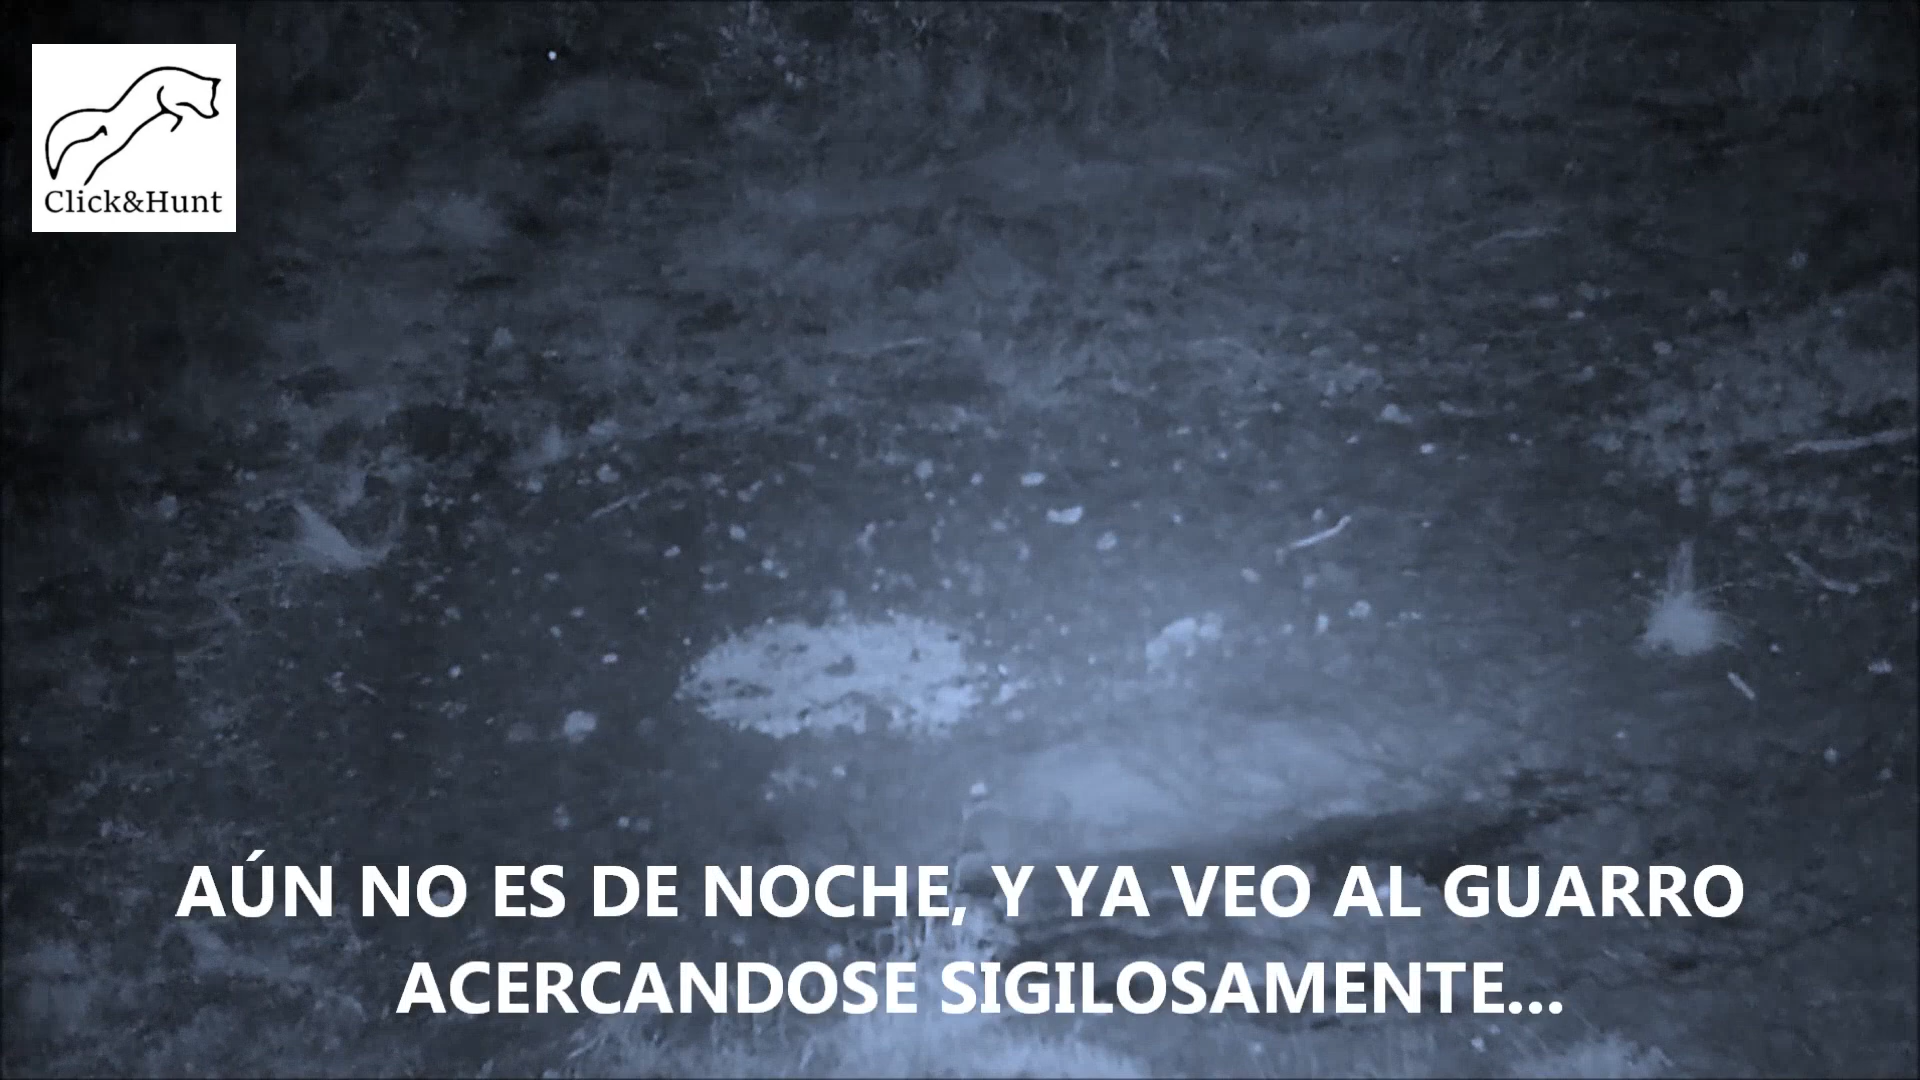 Click&Hunt
AÚN NO ES DE NOCHE, Y YA VEO AL GUARRO
ACERCANDOSE SIGILOSAMENTE...